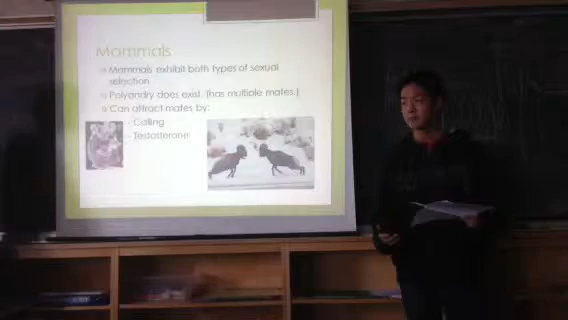 Mammals
Mammals exhibit both types of sexual
selection
Polyandry does exist. (has multiple mates.)
Can attract mates by:
- Calling
- Testosterone